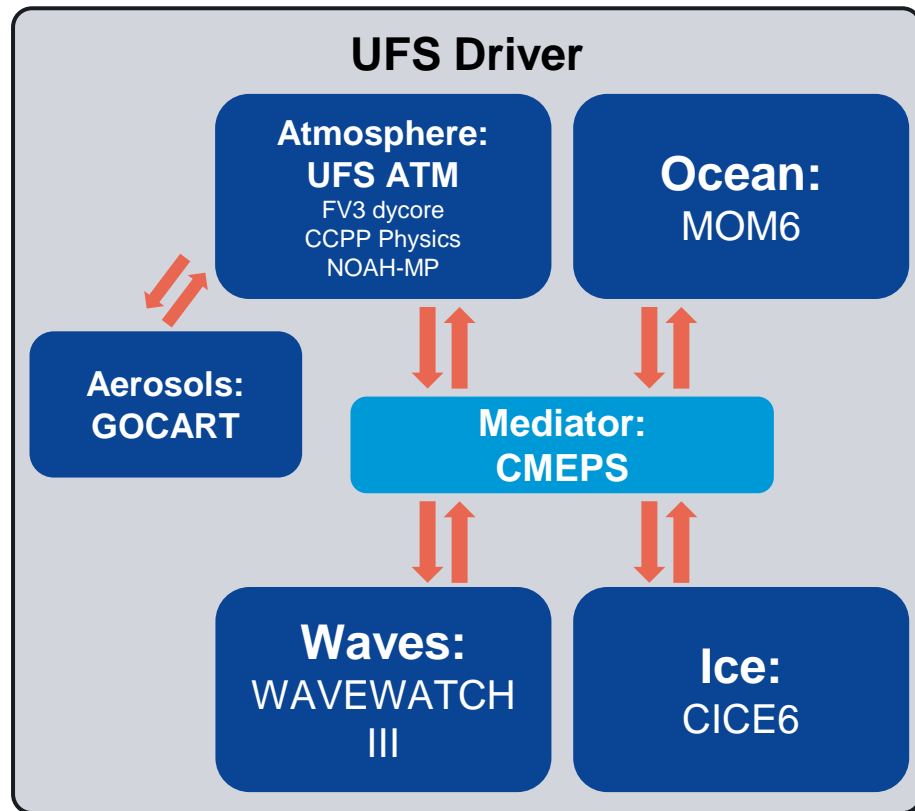 UFS Driver
Atmosphere:
UFS ATM
FV3 dycore
CCPP Physics
NOAH-MP
Ocean:
MOM6
Aerosols:
GOCART
Mediator:
CMEPS
Waves:
WAVEWATCH
III
Ice:
CICE6